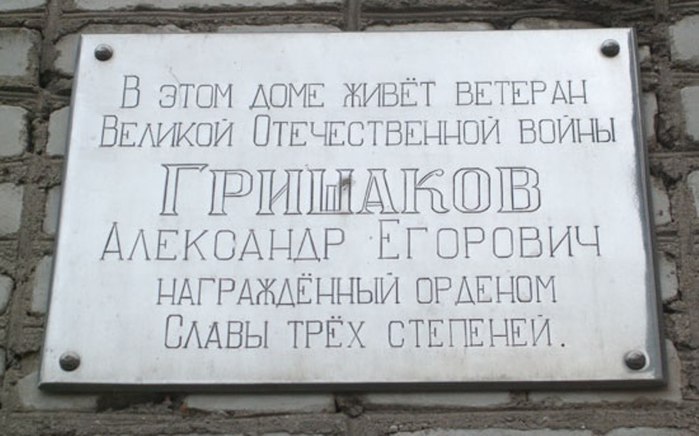 В этом доме живёт ветеран
Великой Отечественной войны
Гришаков
Александр Егорович
награждённый орденом
Славы трёх степеней.